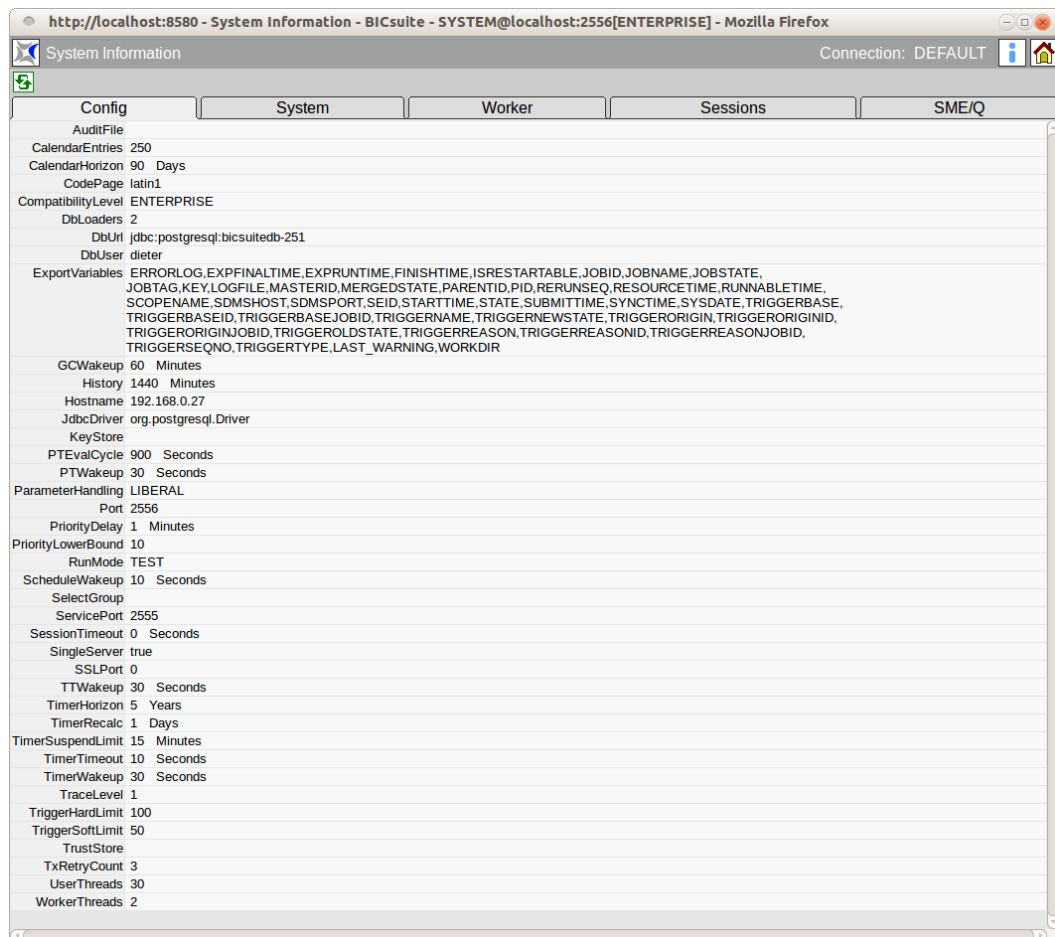 http://localhost:8580 - System Information - BICsuite - SYSTEM@localhost:2556[ENTERPRISE] - Mozilla Firefox
System Information Connection: DEFAULT
Config System Worker Sessions SME/Q
AuditFile
CalendarEntries 250
CalendarHorizon 90 Days
CodePage latin1
CompatibilityLevel ENTERPRISE
DbLoaders 2
DbUrl jdbc:postgresql:bicsuitedb-251
DbUser dieter
ExportVariables ERRORLOG,EXPFINALTIME,EXPRUNTIME,FINISHTIME,ISRESTARTABLE,JOBID,JOBNAME,JOBSTATE,
JOBTAG,KEY,LOGFILE,MASTERID,MERGEDSTATE,PARENTID,PID,RERUNSEQ,RESOURCETIME,RUNNABLETIME,
SCOPENAME,SDMSHOST,SDMSPORT,SEID,STARTTIME,STATE,SUBMITTIME,SYNCTIME,SYSDATE,TRIGGERBASE,
TRIGGERBASEID,TRIGGERBASEJOBID,TRIGGERNAME,TRIGGERNEWSTATE,TRIGGERORIGIN,TRIGGERORIGINID,
TRIGGERORIGINJOBID,TRIGGEROLDSTATE,TRIGGERREASON,TRIGGERREASONID,TRIGGERREASONJOBID,
TRIGGERSEQNO,TRIGGERTYPE,LAST_WARNING,WORKDIR
GCWakeup 60 Minutes
History 1440 Minutes
Hostname 192.168.0.27
JdbcDriver org.postgresql.Driver
KeyStore
PTEvalCycle 900 Seconds
PTWakeup 30 Seconds
ParameterHandling LIBERAL
Port 2556
PriorityDelay 1 Minutes
PriorityLowerBound 10
RunMode TEST
ScheduleWakeup 10 Seconds
SelectGroup
ServicePort 2555
SessionTimeout 0 Seconds
SingleServer true
SSLPort 0
TTWakeup 30 Seconds
TimerHorizon 5 Years
TimerRecalc 1 Days
TimerSuspendLimit 15 Minutes
TimerTimeout 10 Seconds
TimerWakeup 30 Seconds
TraceLevel 1
TriggerHardLimit 100
TriggerSoftLimit 50
TrustStore
TxRetryCount 3
UserThreads 30
WorkerThreads 2